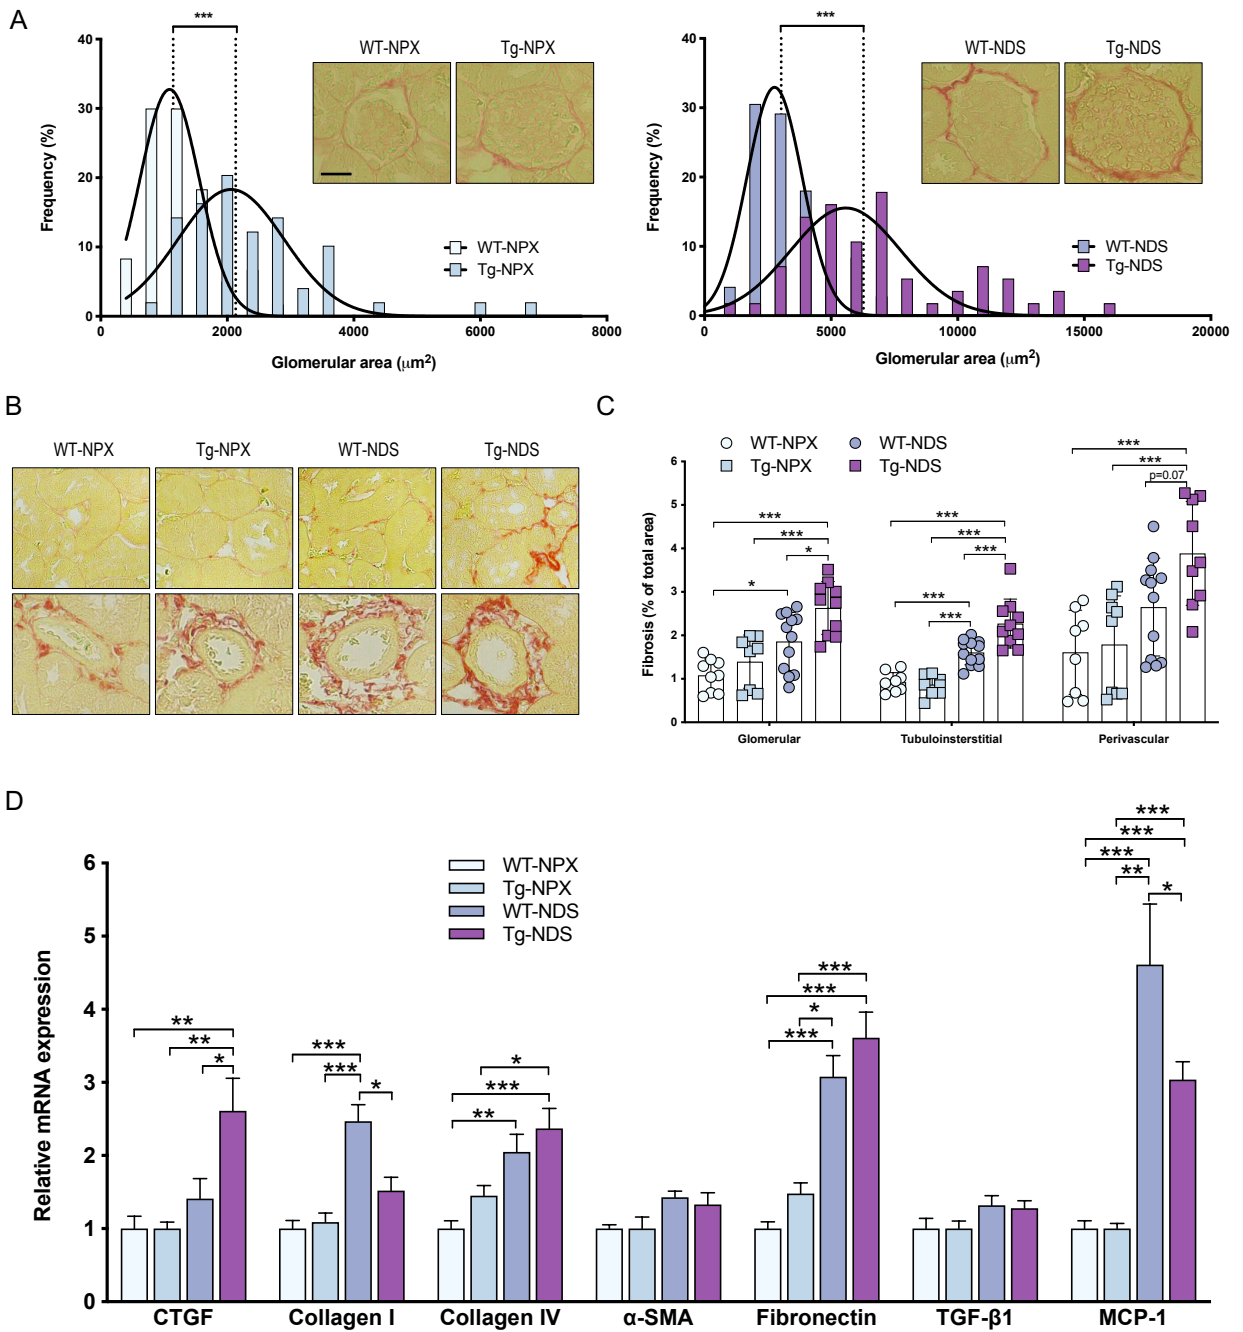 A
***
WT-NPX
Tg-NPX
40
30
20
10
0
Frequency (%)
WT-NPX
Tg-NPX
0
2000
4000
6000
8000
Glomerular area (μm²)
***
WT-NDS
Tg-NDS
40
30
20
10
0
Frequency (%)
WT-NDS
Tg-NDS
0
5000
10000
15000
20000
Glomerular area (μm²)
B
WT-NPX
Tg-NPX
WT-NDS
Tg-NDS
C
WT-NPX
WT-NDS
Tg-NPX
Tg-NDS
6
5
4
3
2
1
0
Fibrosis (% of total area)
***
***
*
*
***
***
***
***
***
***
***
p=0.07
Glomerular
Tubuloinsterstitial
Perivascular
D
WT-NPX
Tg-NPX
WT-NDS
Tg-NDS
6
5
4
3
2
1
0
Relative mRNA expression
**
**
*
***
***
*
*
***
**
***
***
*
***
***
***
***
**
*
CTGF
Collagen I
Collagen IV
α-SMA
Fibronectin
TGF-β1
MCP-1